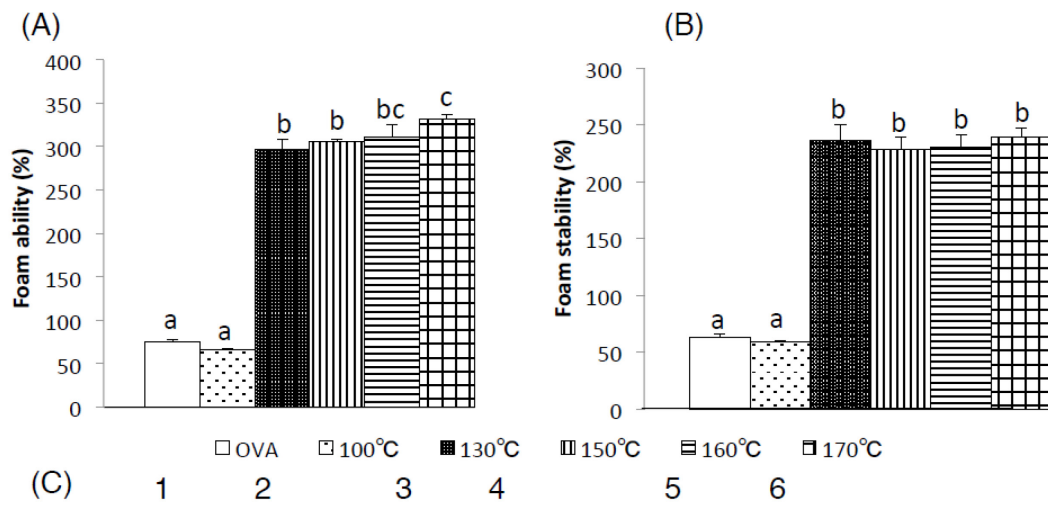 (A)
Foam ability (%)
400
350
300
250
200
150
100
50
0
a
a
b
b
bc
c
(B)
Foam stability (%)
300
250
200
150
100
50
0
a
a
b
b
b
b
OVA 100℃ 130℃ 150℃ 160℃ 170℃
(C) 1 2 3 4 5 6